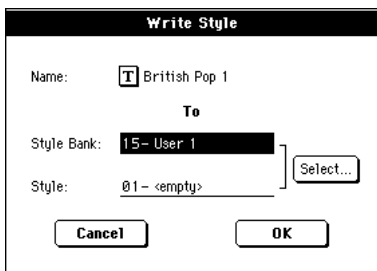 Write Style
Name: T British Pop 1
To
Style Bank: 15- User 1
Select...
Style: 01- <empty>
Cancel OK